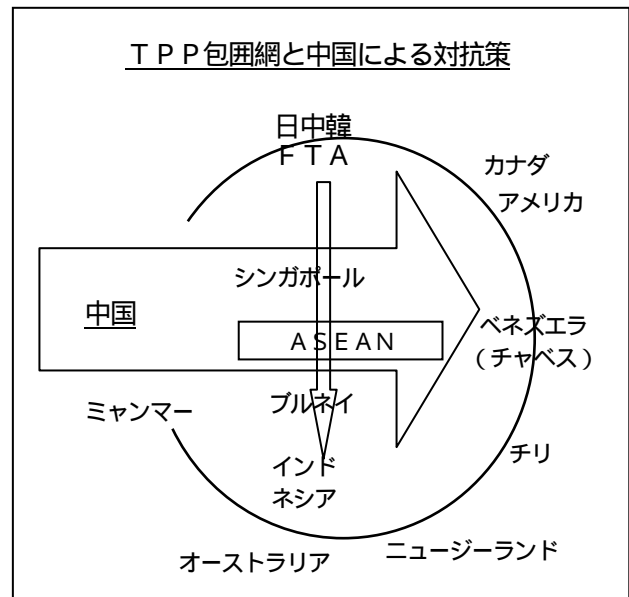 ＴＰＰ包囲網と中国による対抗策
日中韓
ＦＴＡ
カナダ
アメリカ
シンガポール
中国
ＡＳＥＡＮ
ベネズエラ
（チャベス）
ブルネイ
ミャンマー
インド
ネシア
チリ
ニュージーランド
オーストラリア